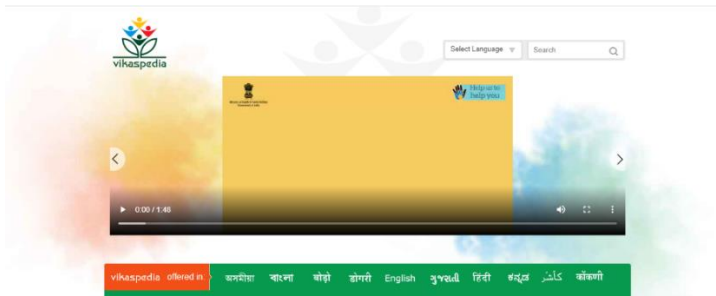 vikaspedia
Select Language
Search
Help us to
help you
0:00 / 1:46
vikaspedia offered in
অসমীয়া বাংলা बोड़ो डोगरी English ગુજરાતી हिंदी ಕನ್ನಡ كأشُر कोंकणी